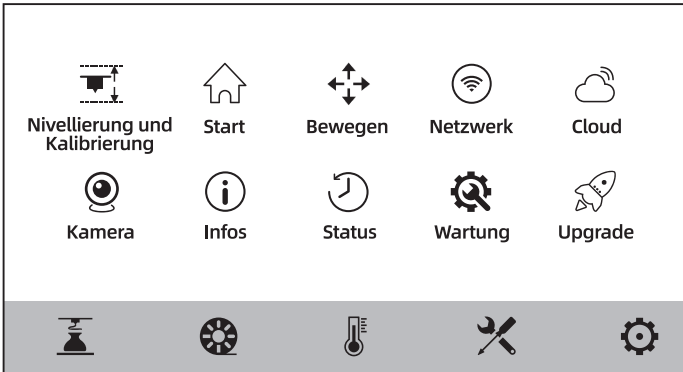 Nivellierung und
Kalibrierung
Start
Bewegen
Netzwerk
Cloud
Kamera
Infos
Status
Wartung
Upgrade